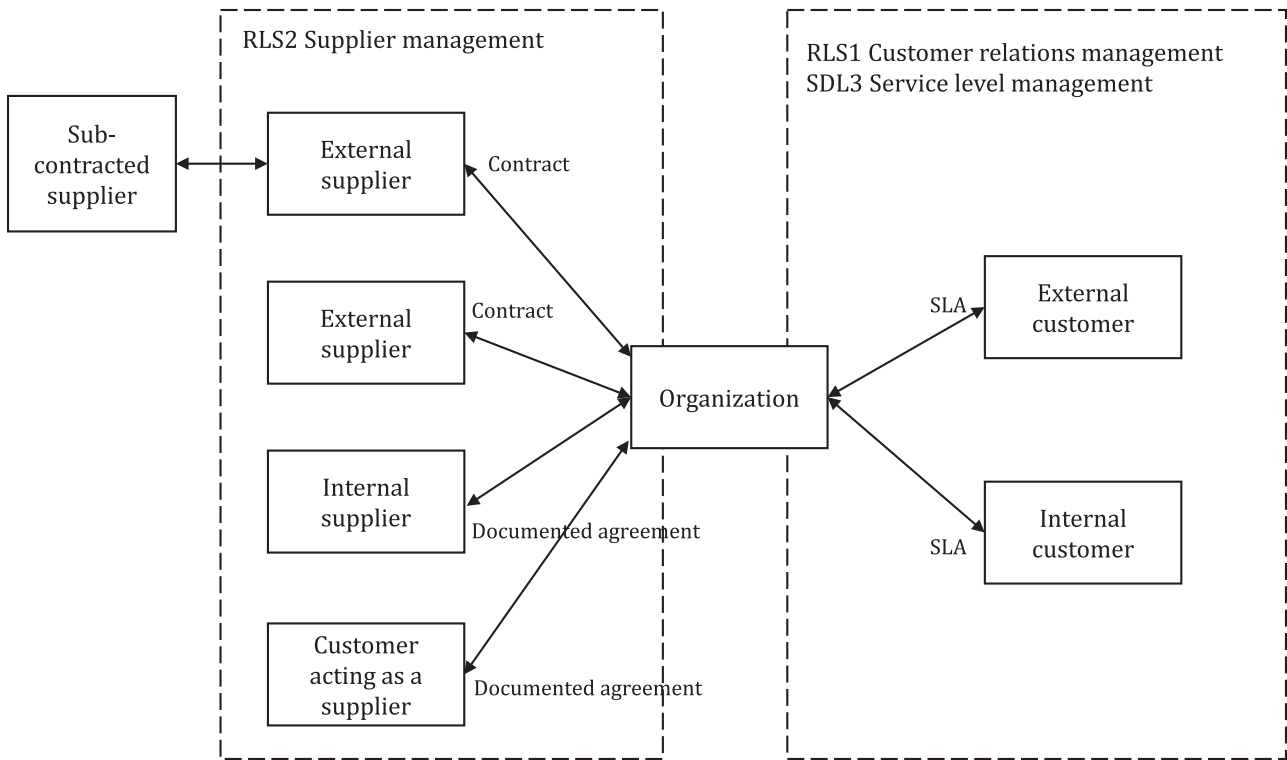 RLS2 Supplier management
RLS1 Customer relations management
SDL3 Service level management
Sub-
contracted
supplier
External
supplier
Contract
External
supplier
Contract
Internal
supplier
Documented agreement
Customer
acting as a
supplier
Documented agreement
Organization
SLA
External
customer
SLA
Internal
customer